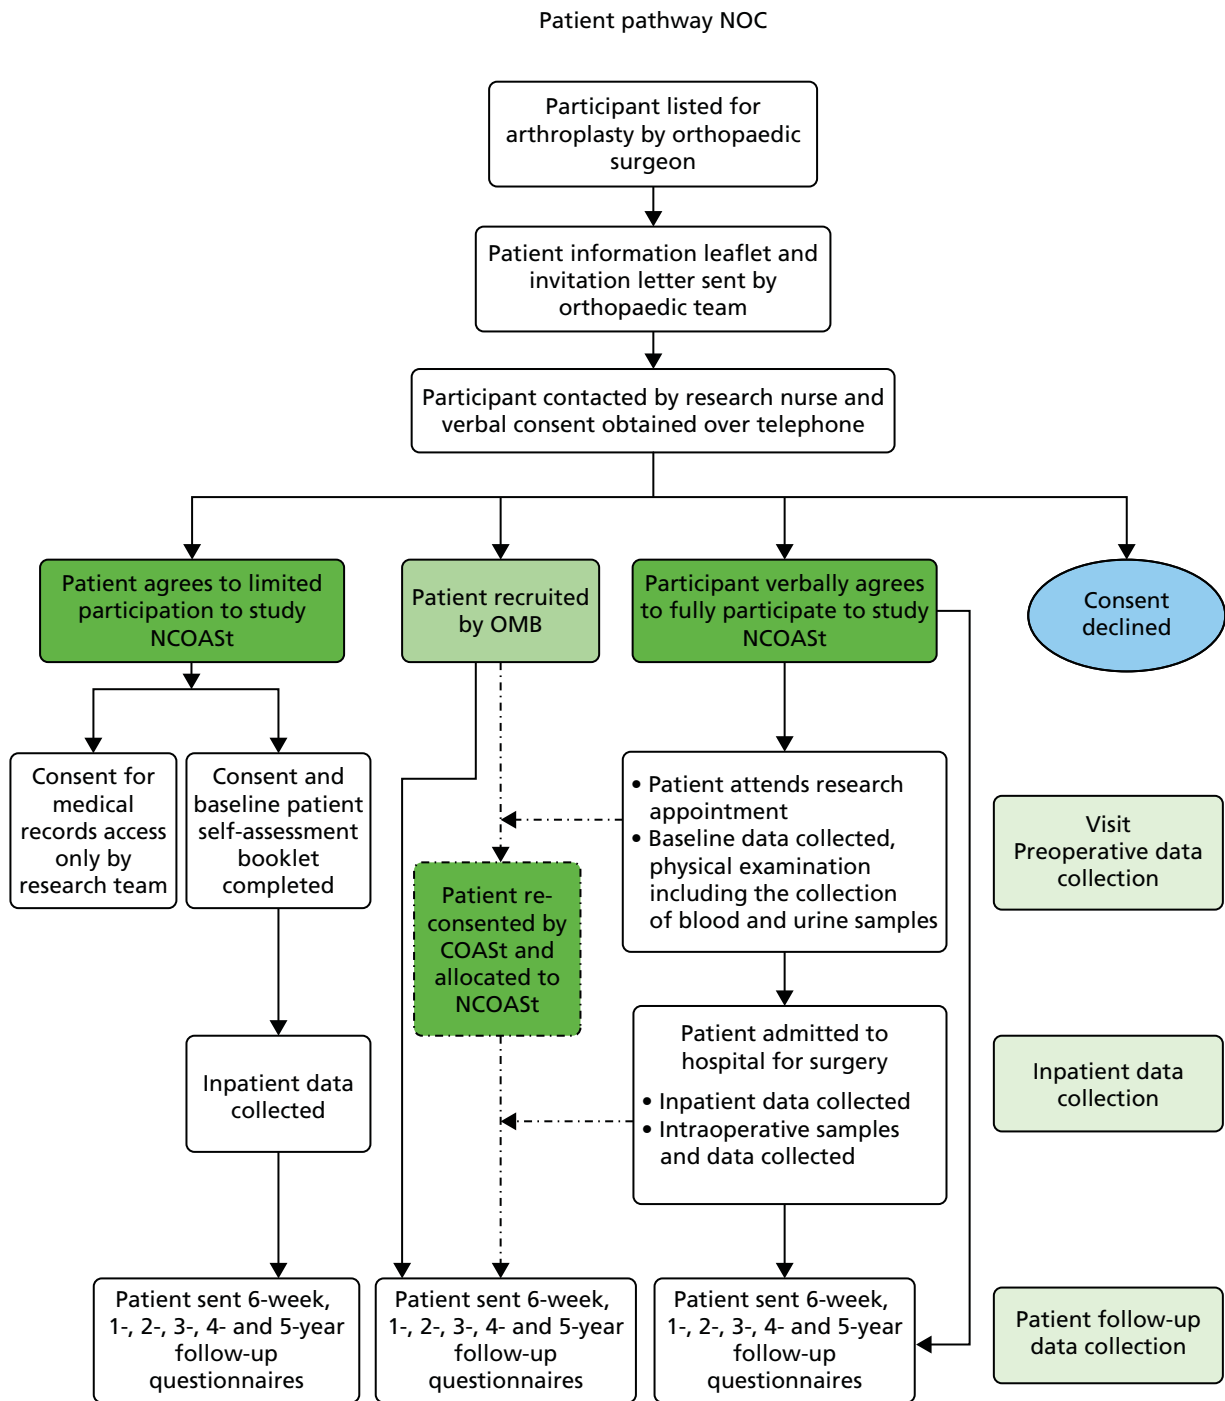 Patient pathway NOC
Participant listed for
arthroplasty by orthopaedic
surgeon
Patient information leaflet and
invitation letter sent by
orthopaedic team
Participant contacted by research nurse and
verbal consent obtained over telephone
Patient agrees to limited
participation to study
NCOASt
Patient recruited
by OMB
Participant verbally agrees
to fully participate to study
NCOASt
Consent
declined
Consent for
medical
records access
only by
research team
Consent and
baseline patient
self-assessment
booklet
completed
• Patient attends research
appointment
• Baseline data collected,
physical examination
including the collection
of blood and urine samples
Visit
Preoperative data
collection
Patient re-
consented by
COASt and
allocated to
NCOASt
Inpatient data
collected
Patient admitted to
hospital for surgery
• Inpatient data collected
• Intraoperative samples
and data collected
Inpatient data
collection
Patient sent 6-week,
1-, 2-, 3-, 4- and 5-year
follow-up
questionnaires
Patient sent 6-week,
1-, 2-, 3-, 4- and 5-year
follow-up
questionnaires
Patient sent 6-week,
1-, 2-, 3-, 4- and 5-year
follow-up
questionnaires
Patient follow-up
data collection